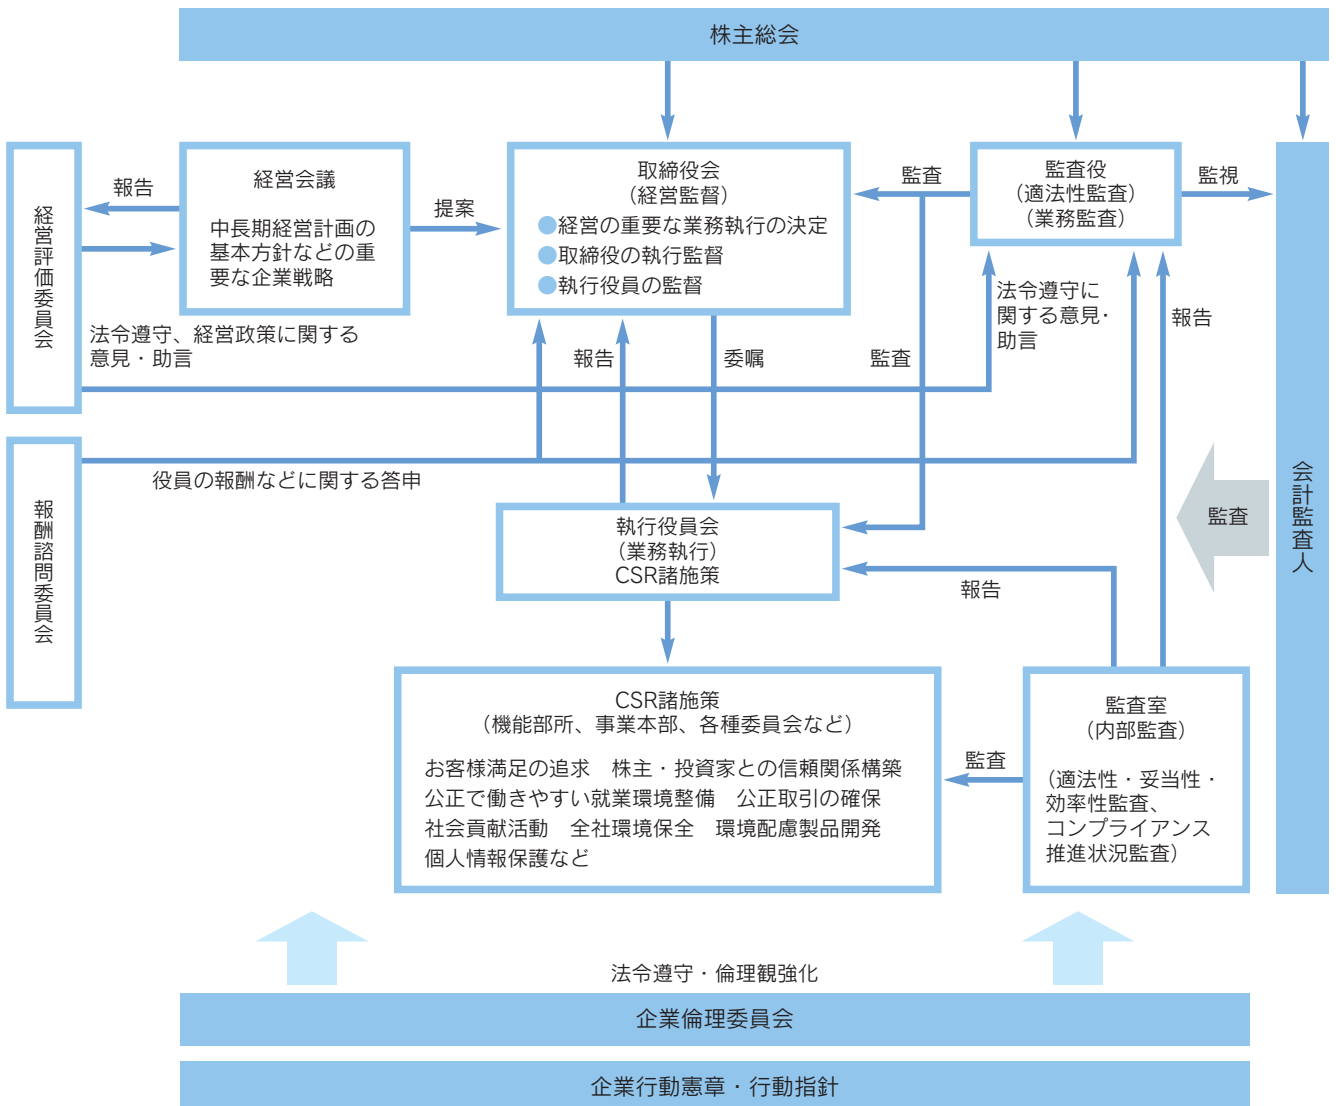 株主総会
経営評価委員会
報告
経営会議
中長期経営計画の
基本方針などの重
要な企業戦略
提案
取締役会
（経営監督）
●経営の重要な業務執行の決定
●取締役の執行監督
●執行役員の監督
監査
監査役
（適法性監査）
（業務監査）
監視
会計監査人
法令遵守、経営政策に関する
意見・助言
報告
委嘱
監査
法令遵守に
関する意見・
助言
報告
報酬諮問委員会
役員の報酬などに関する答申
監査
執行役員会
（業務執行）
CSR諸施策
報告
CSR諸施策
（機能部所、事業本部、各種委員会など）
お客様満足の追求　株主・投資家との信頼関係構築
公正で働きやすい就業環境整備　公正取引の確保
社会貢献活動　全社環境保全　環境配慮製品開発
個人情報保護など
監査
監査室
（内部監査）
（適法性・妥当性・
効率性監査、
コンプライアンス
推進状況監査）
法令遵守・倫理観強化
企業倫理委員会
企業行動憲章・行動指針